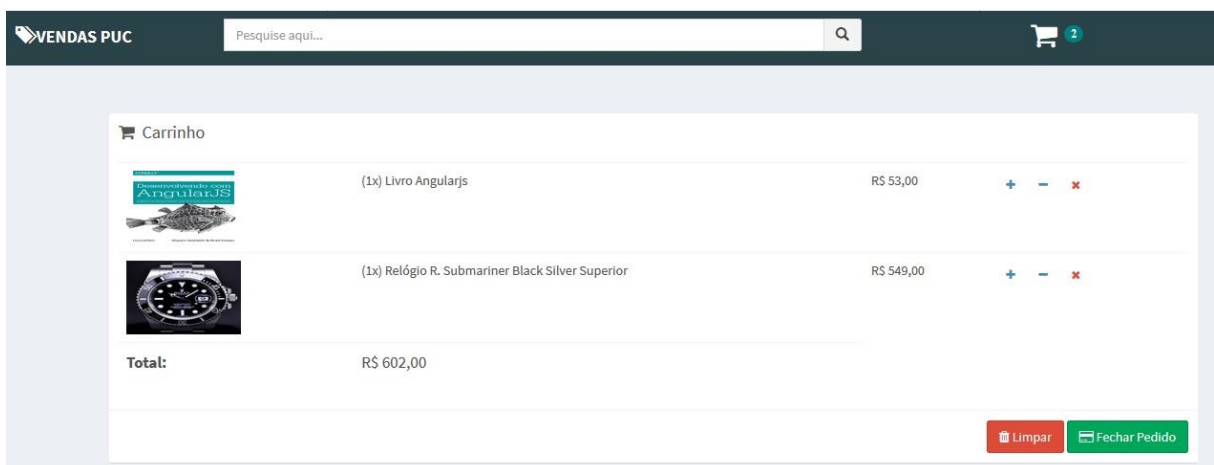 VENDAS PUC
Pesquise aqui...
2
Carrinho
Desenvolvendo com
AngularJS
(1x) Livro Angularjs
R$ 53,00
(1x) Relógio R. Submariner Black Silver Superior
R$ 549,00
Total:
R$ 602,00
Limpar
Fechar Pedido